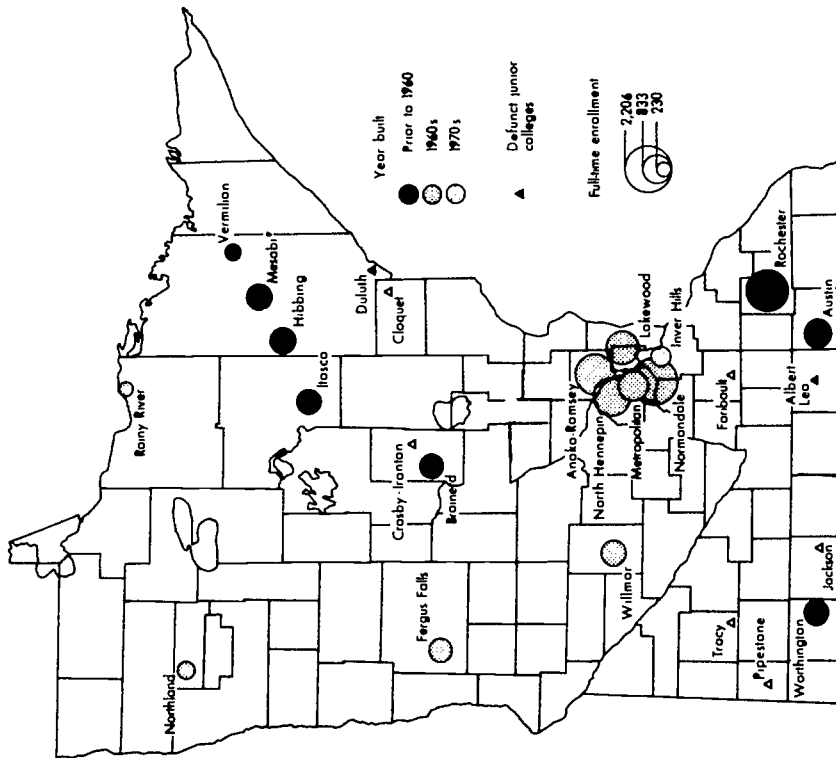 Northland
Rainy River
Vermilion
Mesabi
Hibbing
Itasca
Duluth
Cloquet
Crosby-Ironton
Brainerd
Fergus Falls
Willmar
Anoka-Ramsey
North Hennepin
Metropolitan
Normandale
Lakewood
Inver Hills
Faribault
Rochester
Austin
Albert
Lea
Tracy
Pipestone
Worthington
Jackson
Year built
Prior to 1960
1960s
1970s
Defunct junior
colleges
Full-time enrollment
2,206
833
230